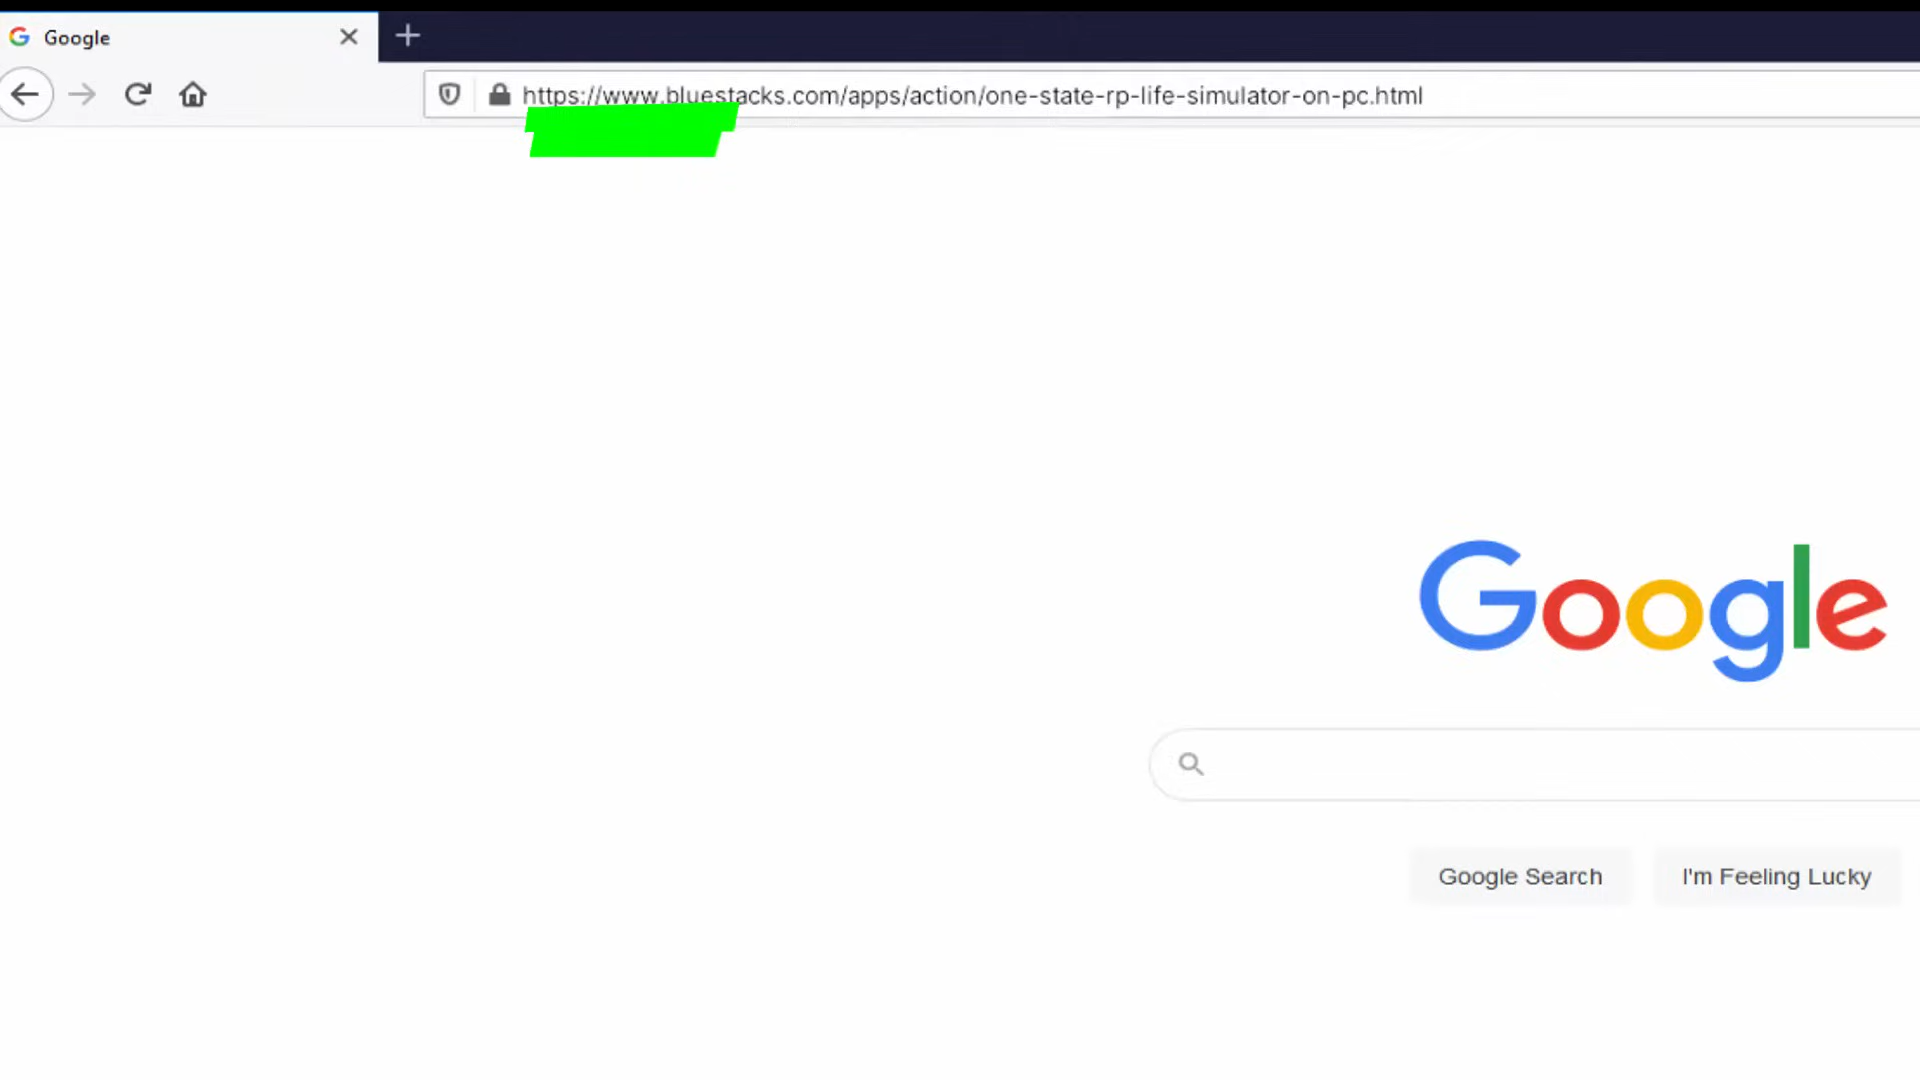 Google
https://www.bluestacks.com/apps/action/one-state-rp-life-simulator-on-pc.html
Google
Google Search
I'm Feeling Lucky